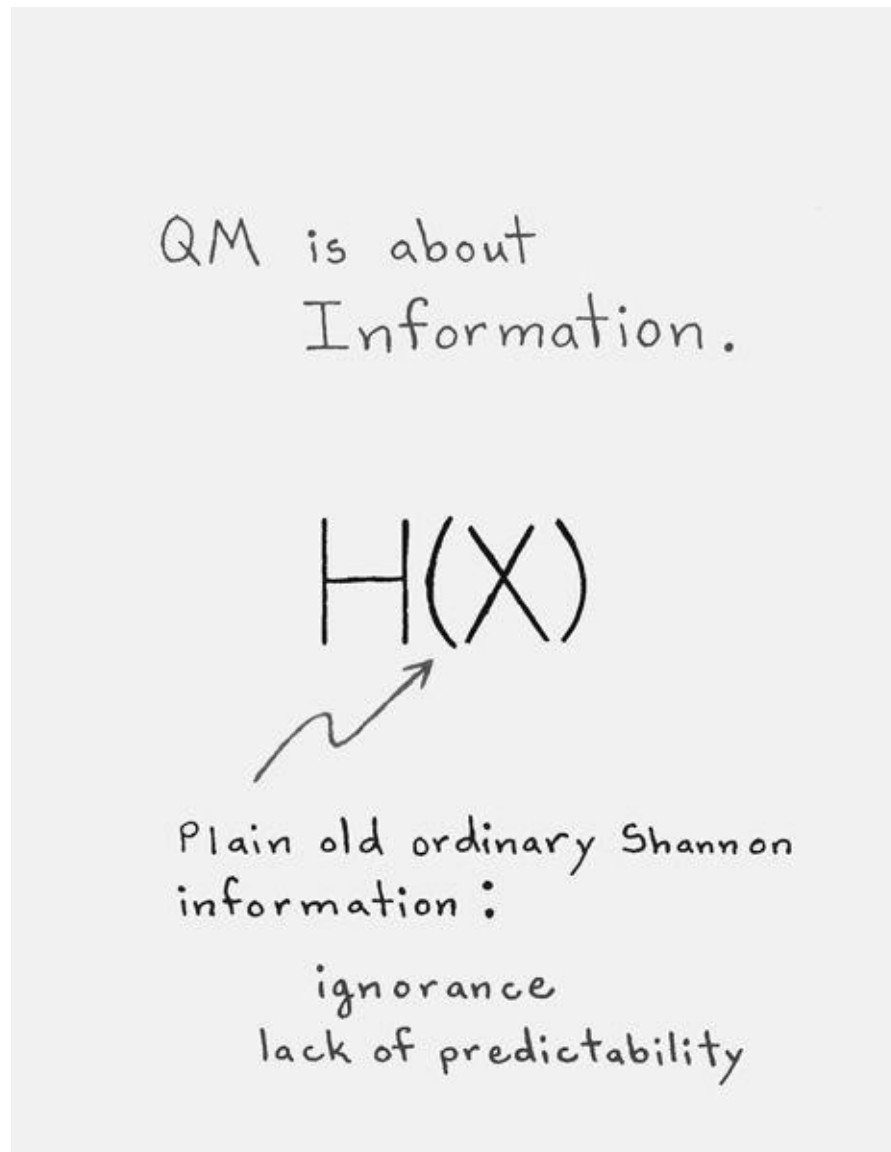 QM is about
Information.
H(X)
Plain old ordinary Shannon
information:
ignorance
lack of predictability